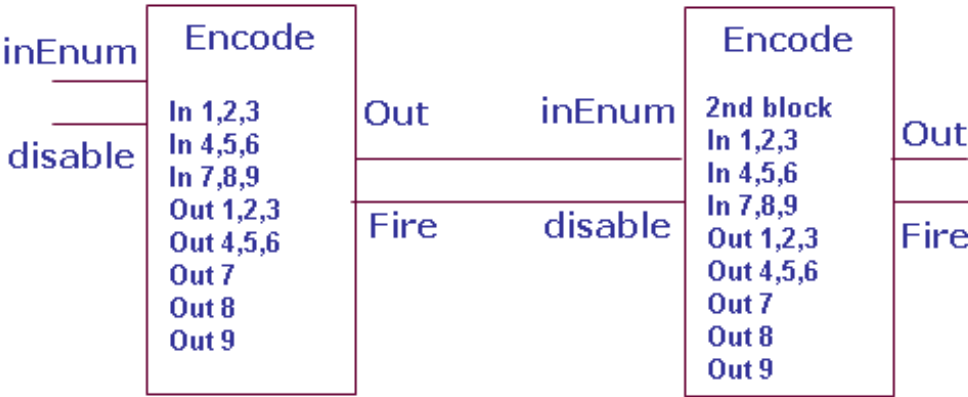 inEnum
disable
Encode
In 1,2,3
In 4,5,6
In 7,8,9
Out 1,2,3
Out 4,5,6
Out 7
Out 8
Out 9
Out
Fire
inEnum
disable
Encode
2nd block
In 1,2,3
In 4,5,6
In 7,8,9
Out 1,2,3
Out 4,5,6
Out 7
Out 8
Out 9
Out
Fire